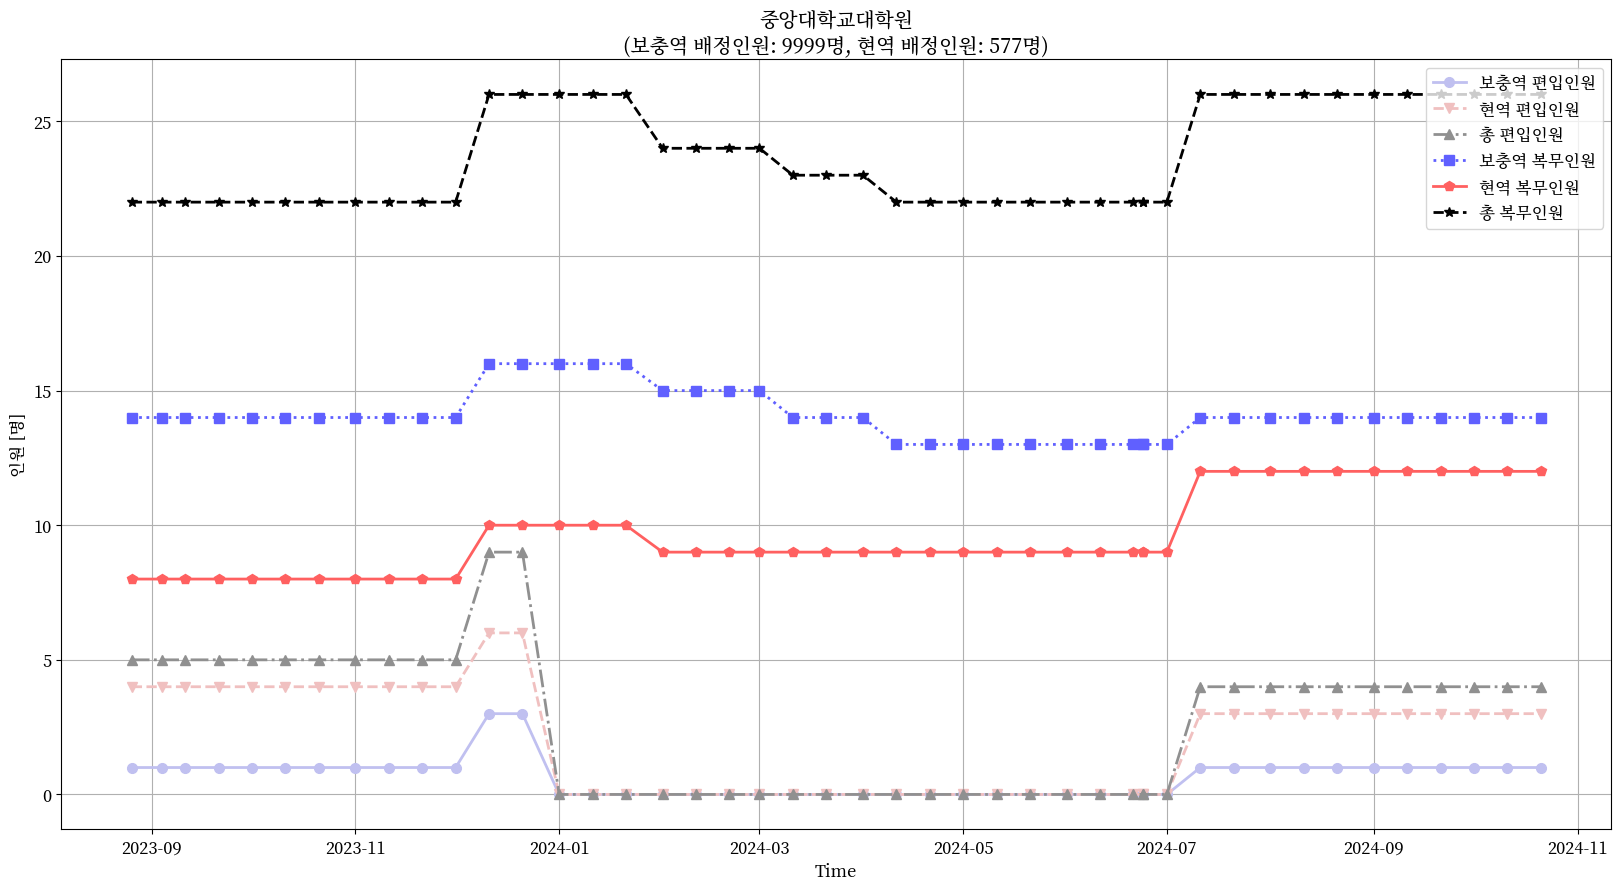 중앙대학교대학원
(보충역 배정인원: 9999명, 현역 배정인원: 577명)
보충역 편입인원
현역 편입인원
총 편입인원
보충역 복무인원
현역 복무인원
총 복무인원
인원 [명]
25
20
15
10
5
0
2023-09
2023-11
2024-01
2024-03
2024-05
2024-07
2024-09
2024-11
Time